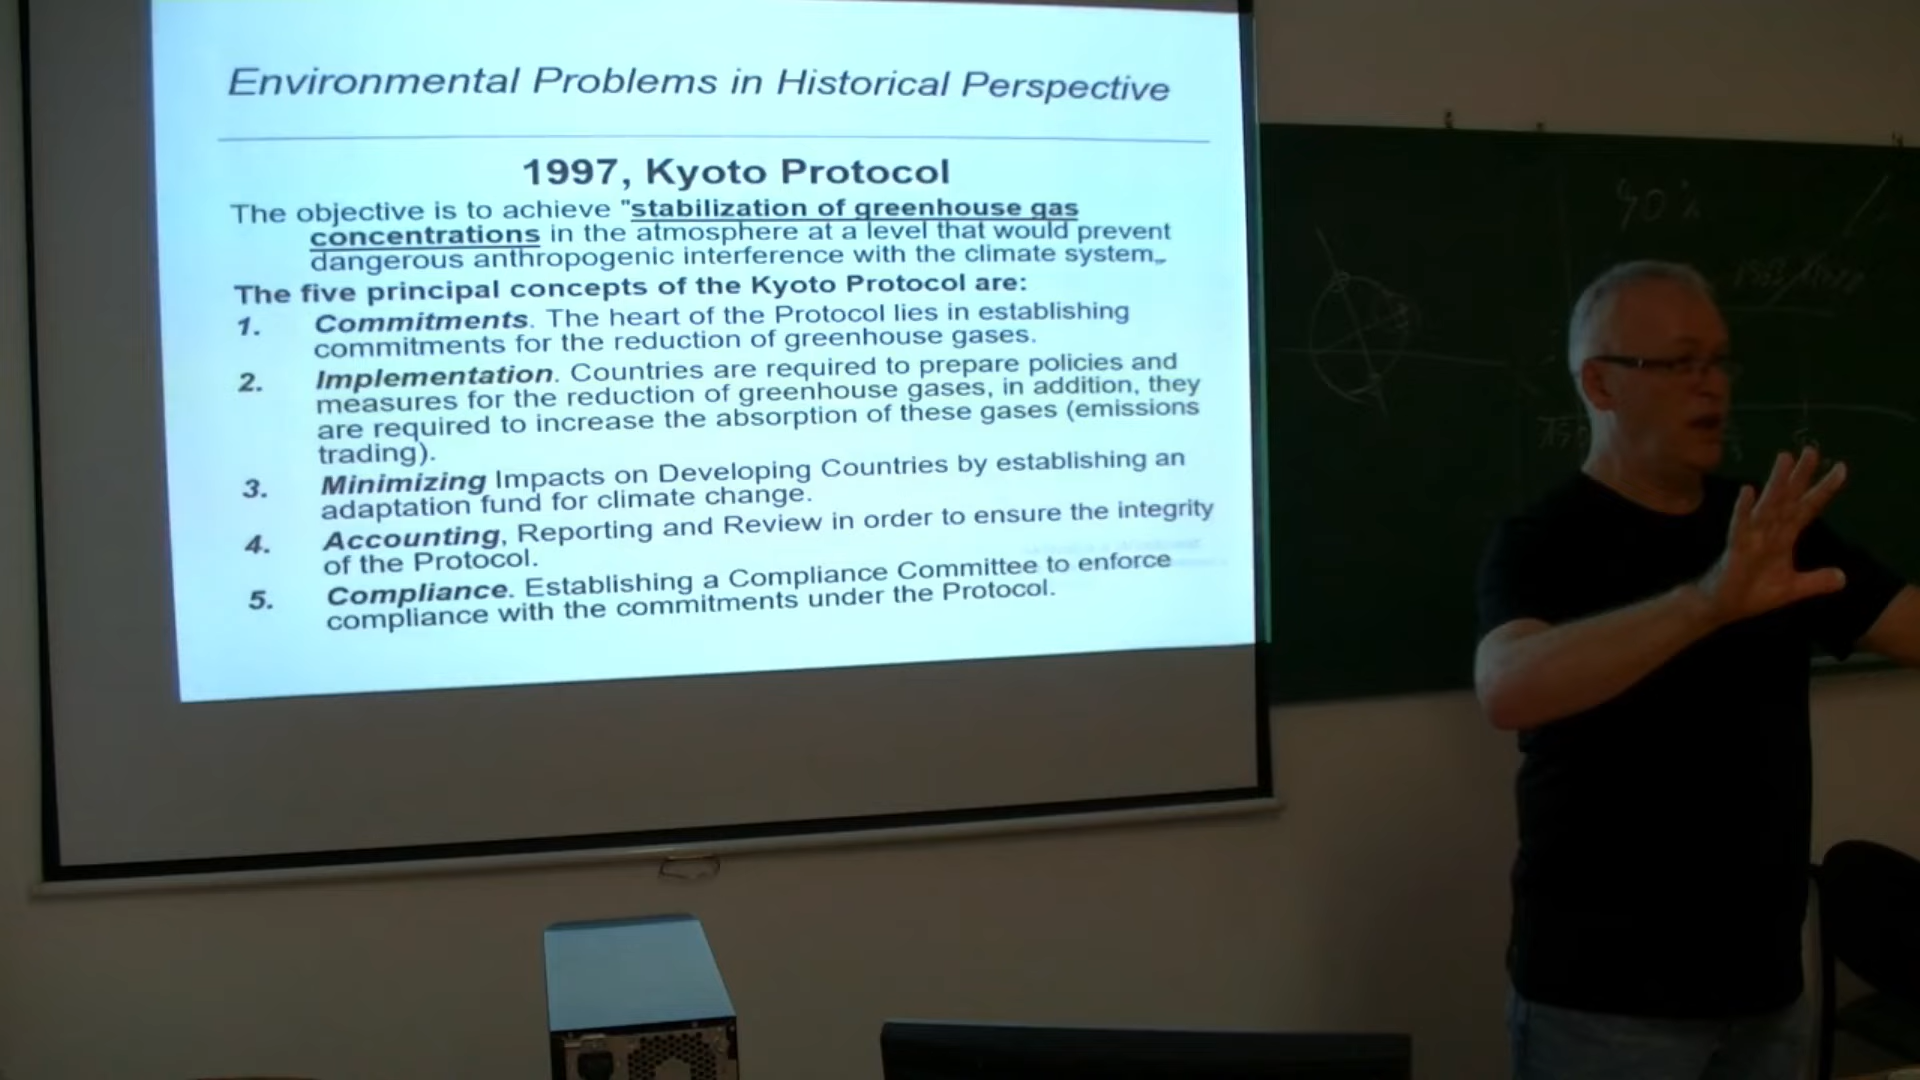 Environmental Problems in Historical Perspective
1997, Kyoto Protocol
The objective is to achieve "stabilization of greenhouse gas
concentrations in the atmosphere at a level that would prevent
dangerous anthropogenic interference with the climate system„
The five principal concepts of the Kyoto Protocol are:
1. Commitments. The heart of the Protocol lies in establishing
commitments for the reduction of greenhouse gases.
2. Implementation. Countries are required to prepare policies and
measures for the reduction of greenhouse gases, in addition, they
are required to increase the absorption of these gases (emissions
trading).
3. Minimizing Impacts on Developing Countries by establishing an
adaptation fund for climate change.
4. Accounting, Reporting and Review in order to ensure the integrity
of the Protocol.
5. Compliance. Establishing a Compliance Committee to enforce
compliance with the commitments under the Protocol.